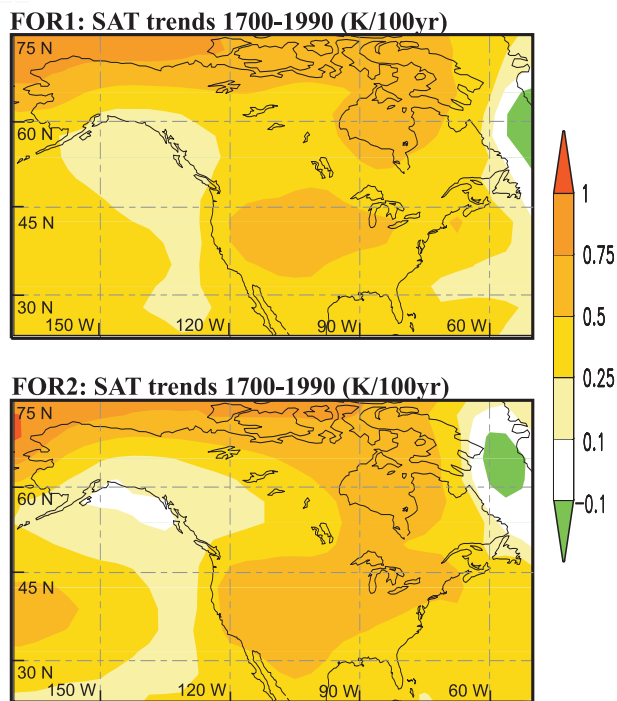 FOR1: SAT trends 1700-1990 (K/100yr)
75 N
60 N
45 N
30 N
150 W 120 W 90 W 60 W
1
0.75
0.5
0.25
0.1
-0.1
FOR2: SAT trends 1700-1990 (K/100yr)
75 N
60 N
45 N
30 N
150 W 120 W 90 W 60 W